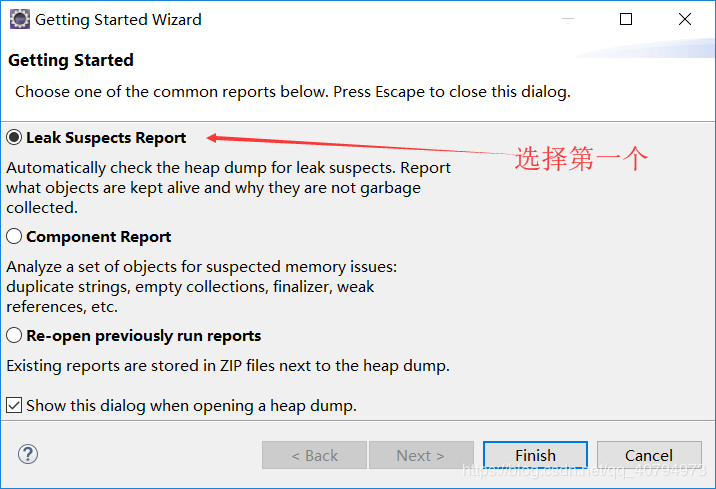 Getting Started Wizard
Getting Started
Choose one of the common reports below. Press Escape to close this dialog.
Leak Suspects Report
选择第一个
Automatically check the heap dump for leak suspects. Report
what objects are kept alive and why they are not garbage
collected.
Component Report
Analyze a set of objects for suspected memory issues:
duplicate strings, empty collections, finalizer, weak
references, etc.
Re-open previously run reports
Existing reports are stored in ZIP files next to the heap dump.
Show this dialog when opening a heap dump.
?
< Back
Next >
Finish
Cancel
https://blog.csdn.net/qq_40794973